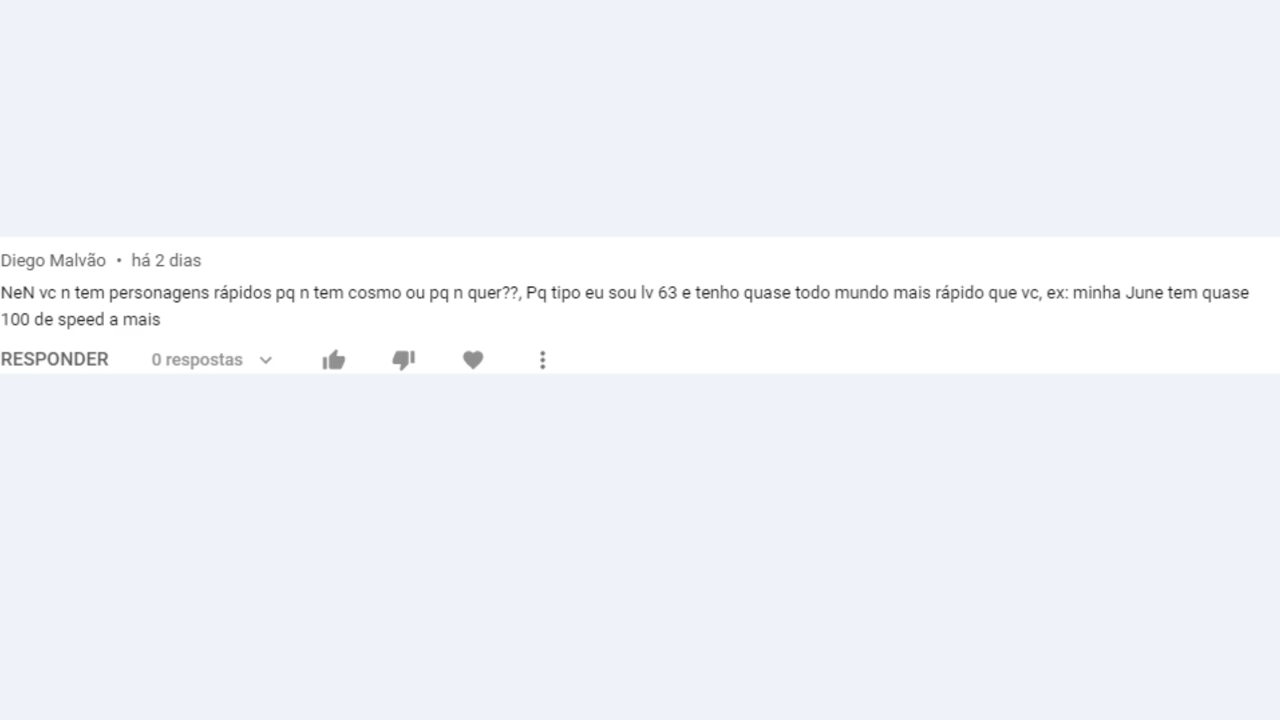 Diego Malvão • há 2 dias
NeN vc n tem personagens rápidos pq n tem cosmo ou pq n quer??, Pq tipo eu sou lv 63 e tenho quase todo mundo mais rápido que vc, ex: minha June tem quase
100 de speed a mais
RESPONDER 0 respostas